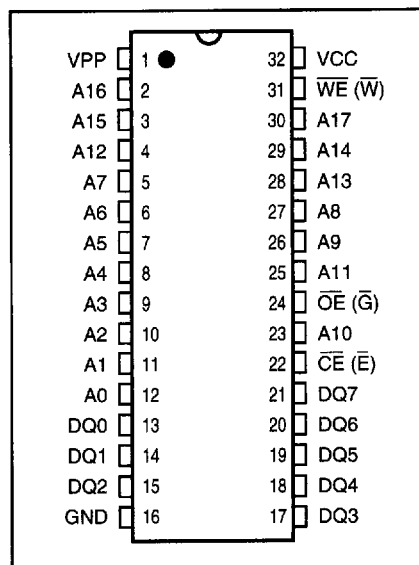 VPP 1 32 VCC
A16 2 31 W̅E̅ (W̅)
A15 3 30 A17
A12 4 29 A14
A7 5 28 A13
A6 6 27 A8
A5 7 26 A9
A4 8 25 A11
A3 9 24 O̅E̅ (G̅)
A2 10 23 A10
A1 11 22 C̅E̅ (E̅)
A0 12 21 DQ7
DQ0 13 20 DQ6
DQ1 14 19 DQ5
DQ2 15 18 DQ4
GND 16 17 DQ3